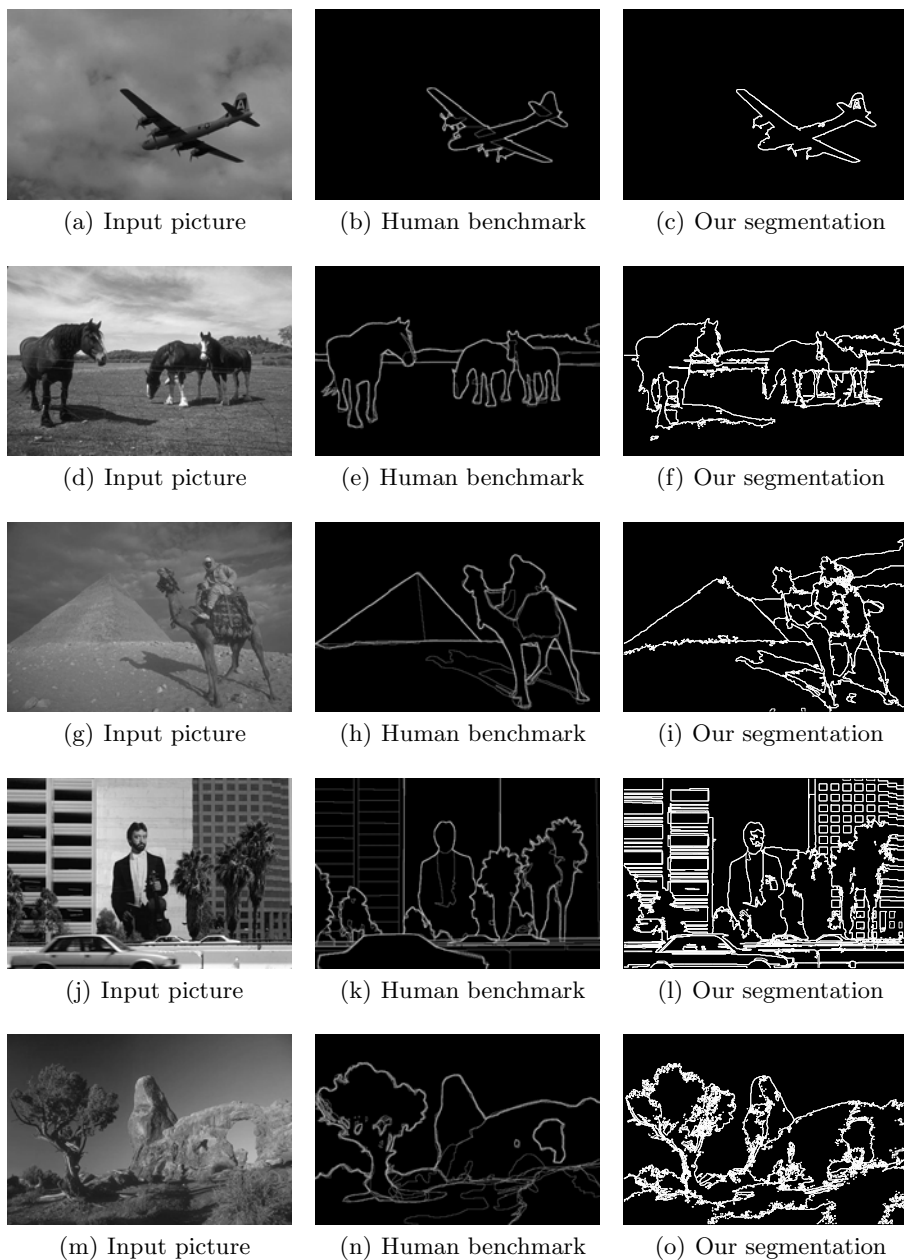 (a) Input picture (b) Human benchmark (c) Our segmentation
(d) Input picture (e) Human benchmark (f) Our segmentation
(g) Input picture (h) Human benchmark (i) Our segmentation
(j) Input picture (k) Human benchmark (l) Our segmentation
(m) Input picture (n) Human benchmark (o) Our segmentation